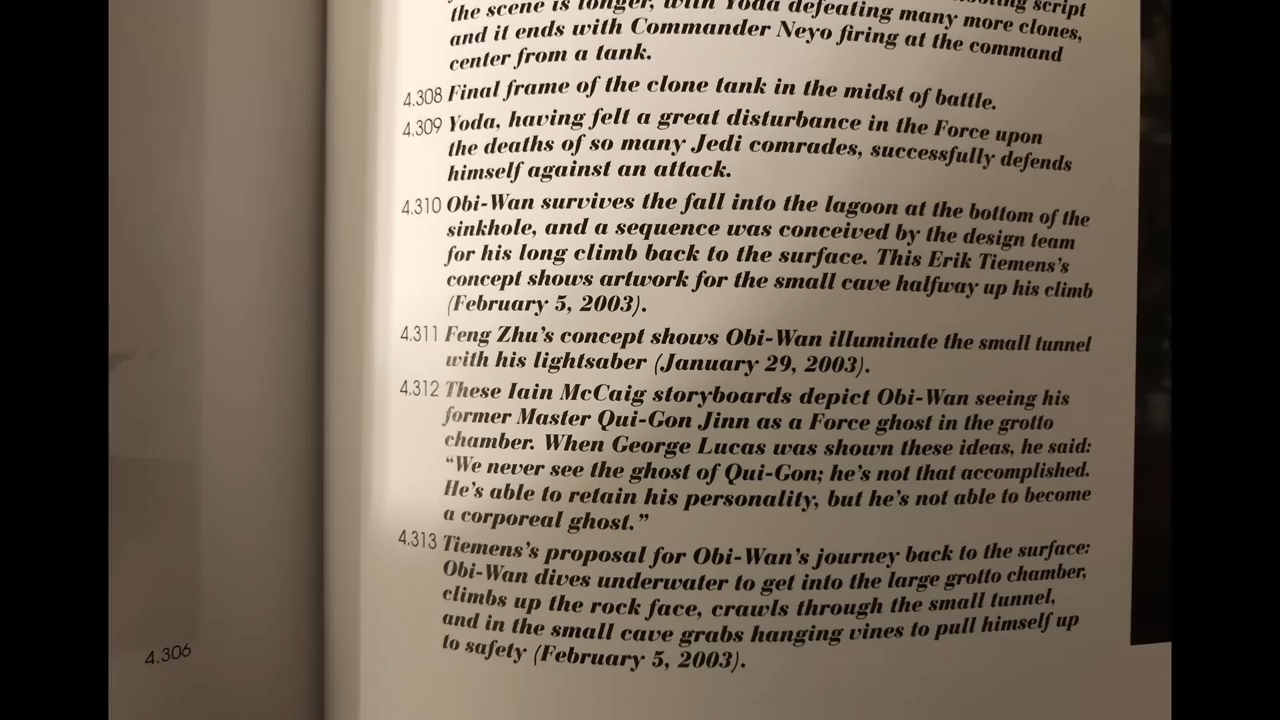 the scene is longer, with Yoda defeating many more clones,
and it ends with Commander Neyo firing at the command
center from a tank.
4.308 Final frame of the clone tank in the midst of battle.
4.309 Yoda, having felt a great disturbance in the Force upon
the deaths of so many Jedi comrades, successfully defends
himself against an attack.
4.310 Obi-Wan survives the fall into the lagoon at the bottom of the
sinkhole, and a sequence was conceived by the design team
for his long climb back to the surface. This Erik Tiemens's
concept shows artwork for the small cave halfway up his climb
(February 5, 2003).
4.311 Feng Zhu's concept shows Obi-Wan illuminate the small tunnel
with his lightsaber (January 29, 2003).
4.312 These Iain McCaig storyboards depict Obi-Wan seeing his
former Master Qui-Gon Jinn as a Force ghost in the grotto
chamber. When George Lucas was shown these ideas, he said:
“We never see the ghost of Qui-Gon; he's not that accomplished.
He's able to retain his personality, but he's not able to become
a corporeal ghost.”
4.313 Tiemens's proposal for Obi-Wan's journey back to the surface:
Obi-Wan dives underwater to get into the large grotto chamber,
climbs up the rock face, crawls through the small tunnel,
and in the small cave grabs hanging vines to pull himself up
to safety (February 5, 2003).
4.306